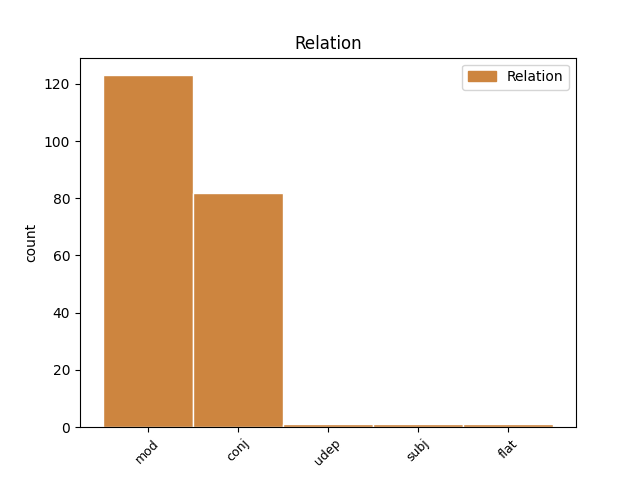 Relation
Relation
count
120
100
80
60
40
20
0
mod
conj
udep
subj
flat